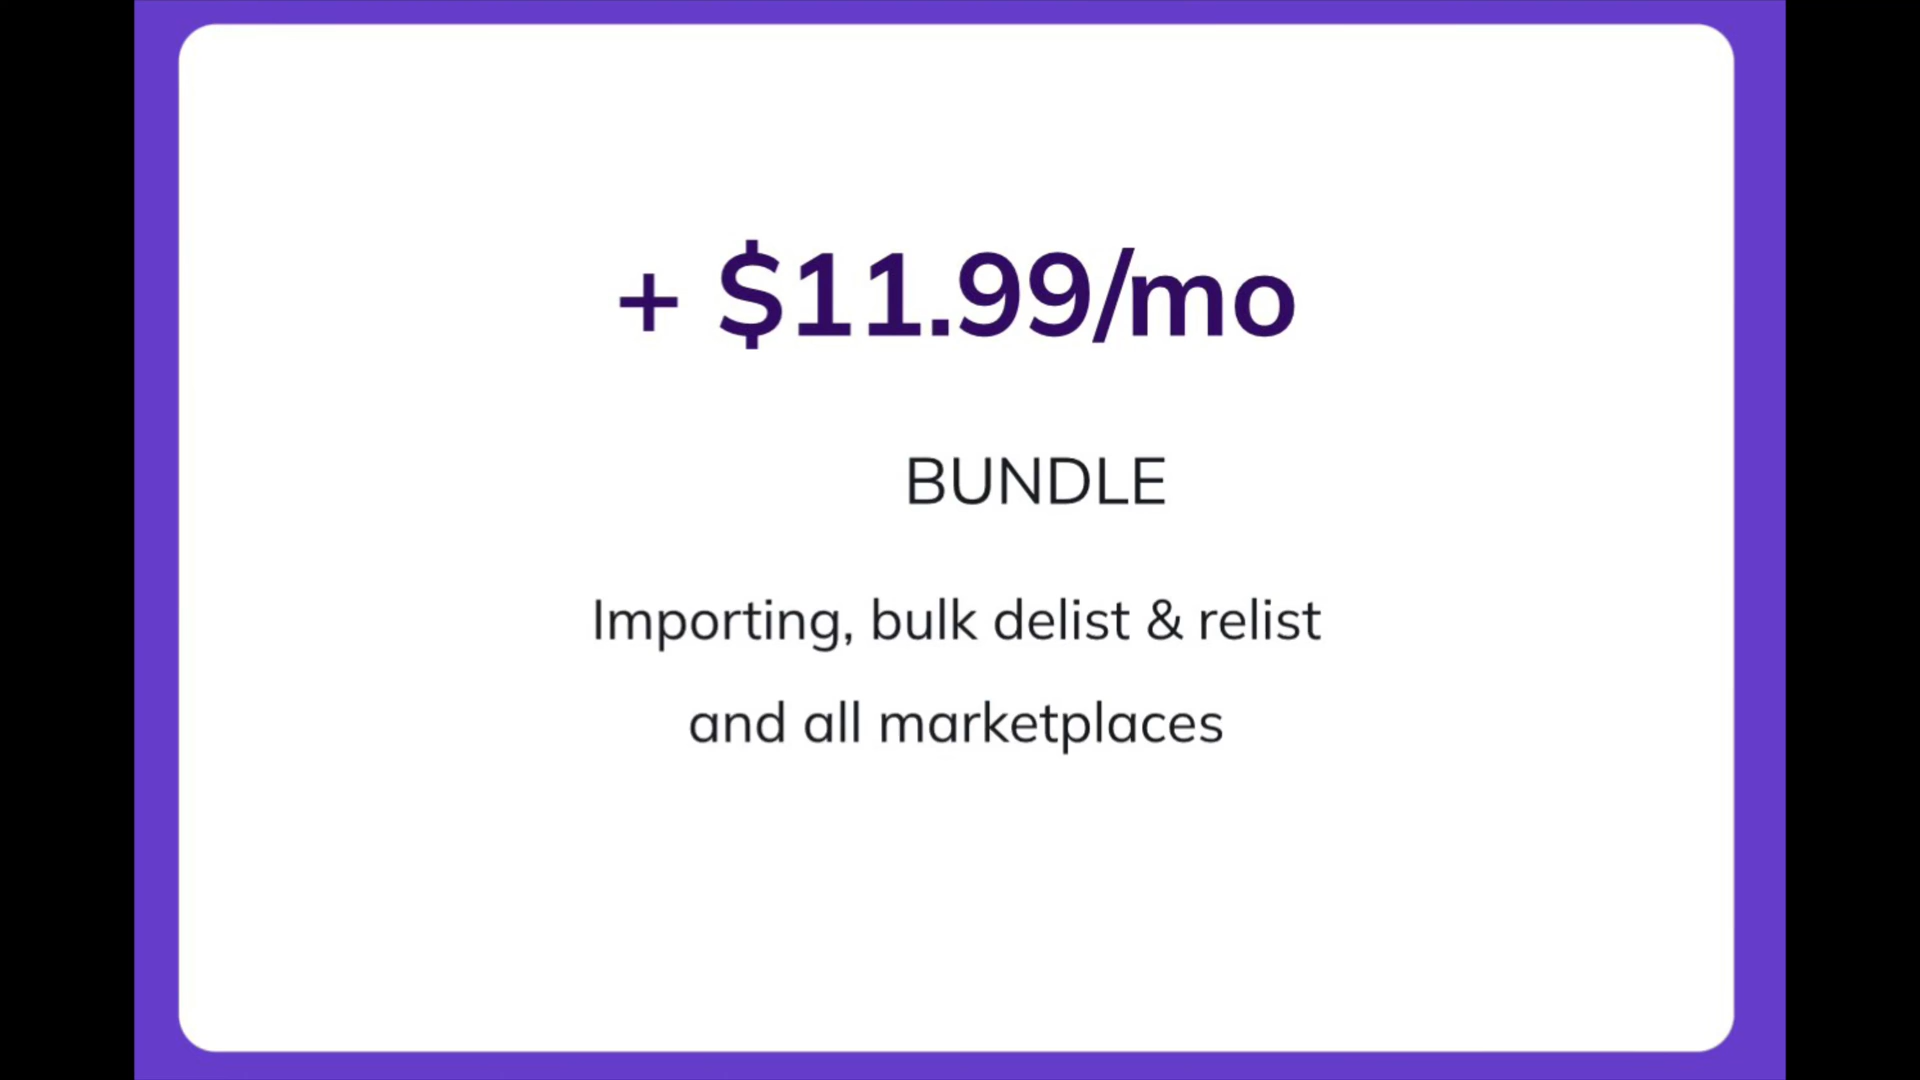 + $11.99/mo
BUNDLE
Importing, bulk delist & relist
and all marketplaces